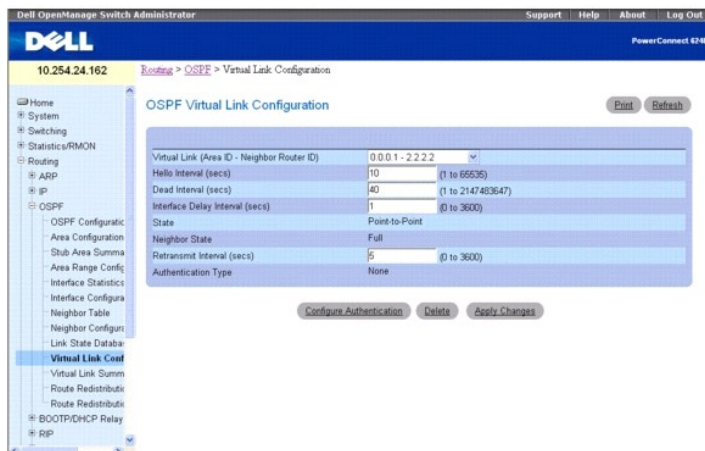 Dell OpenManage Switch Administrator Support Help About Log Out
DELL
PowerConnect 624
10.254.24.162
Routing > OSPF > Virtual Link Configuration
Home
System
Switching
Statistics/RMON
Routing
ARP
IP
OSPF
OSPF Configuratic
Area Configuration
Stub Area Summa
Area Range Config
Interface Statistics
Interface Configura
Neighbor Table
Neighbor Configura
Link State Databa
Virtual Link Conf
Virtual Link Summ
Route Redistributic
Route Redistributic
BOOTP/DHCP Relay
RIP
OSPF Virtual Link Configuration
Print Refresh
Virtual Link (Area ID - Neighbor Router ID) 0.0.0.1 - 2.2.2.2
Hello Interval (secs) 10 (1 to 65535)
Dead Interval (secs) 40 (1 to 2147483647)
Interface Delay Interval (secs) 1 (0 to 3600)
State Point-to-Point
Neighbor State Full
Retransmit Interval (secs) 5 (0 to 3600)
Authentication Type None
Configure Authentication Delete Apply Changes